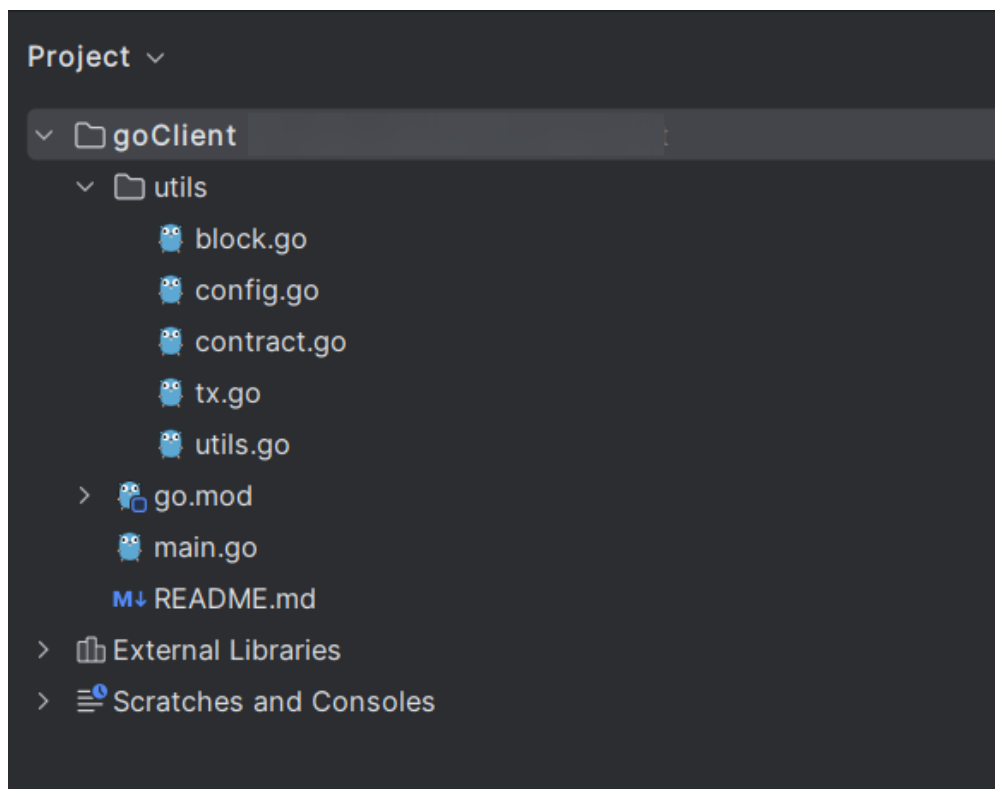 Project
goClient
utils
block.go
config.go
contract.go
tx.go
utils.go
go.mod
main.go
M↓ README.md
External Libraries
Scratches and Consoles